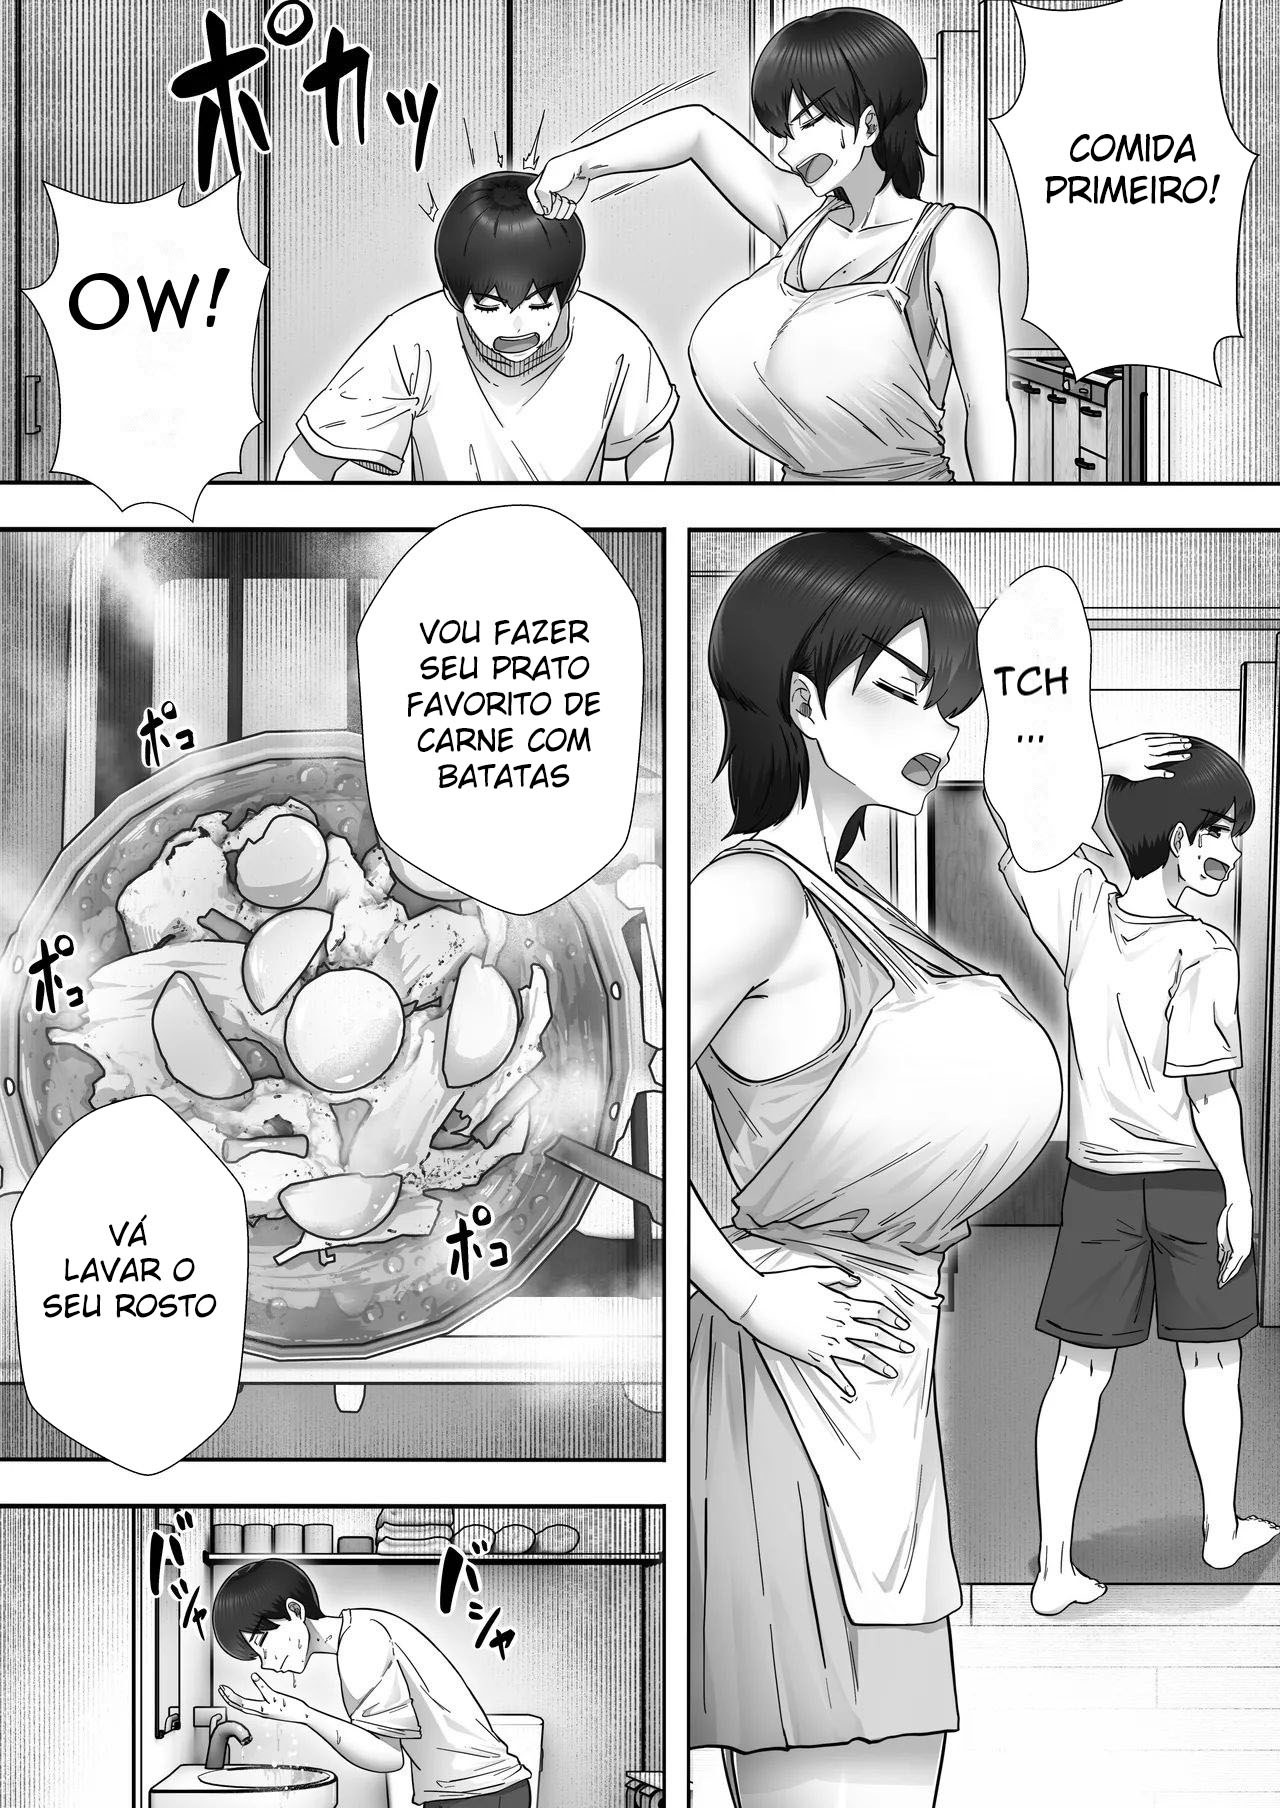 COMIDA
PRIMEIRO!
ポカッ
OW!
TCH
...
VOU FAZER
SEU PRATO
FAVORITO DE
CARNE COM
BATATAS
ポコ
ポコ
ポコ
VÁ
LAVAR O
SEU ROSTO
バシャ
バシャ